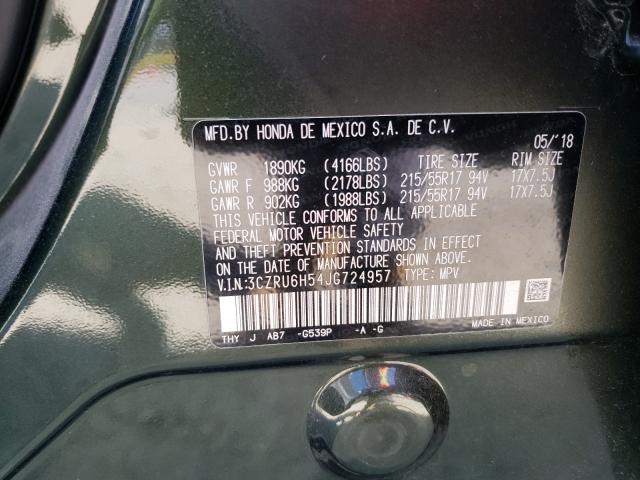 MFD.BY HONDA DE MEXICO S.A. DE C.V.
05/'18
GVWR 1890KG (4166LBS) TIRE SIZE RIM SIZE
GAWR F 988KG (2178LBS) 215/55R17 94V 17X7.5J
GAWR R 902KG (1988LBS) 215/55R17 94V 17X7.5J
THIS VEHICLE CONFORMS TO ALL APPLICABLE
FEDERAL MOTOR VEHICLE SAFETY
AND THEFT PREVENTION STANDARDS IN EFFECT
ON THE DATE OF MANUFACTURE SHOWN ABOVE.
V.I.N:3CZRU6H54JG724957 TYPE: MPV
THY J AB7 -G539P -A -G
MADE IN MEXICO